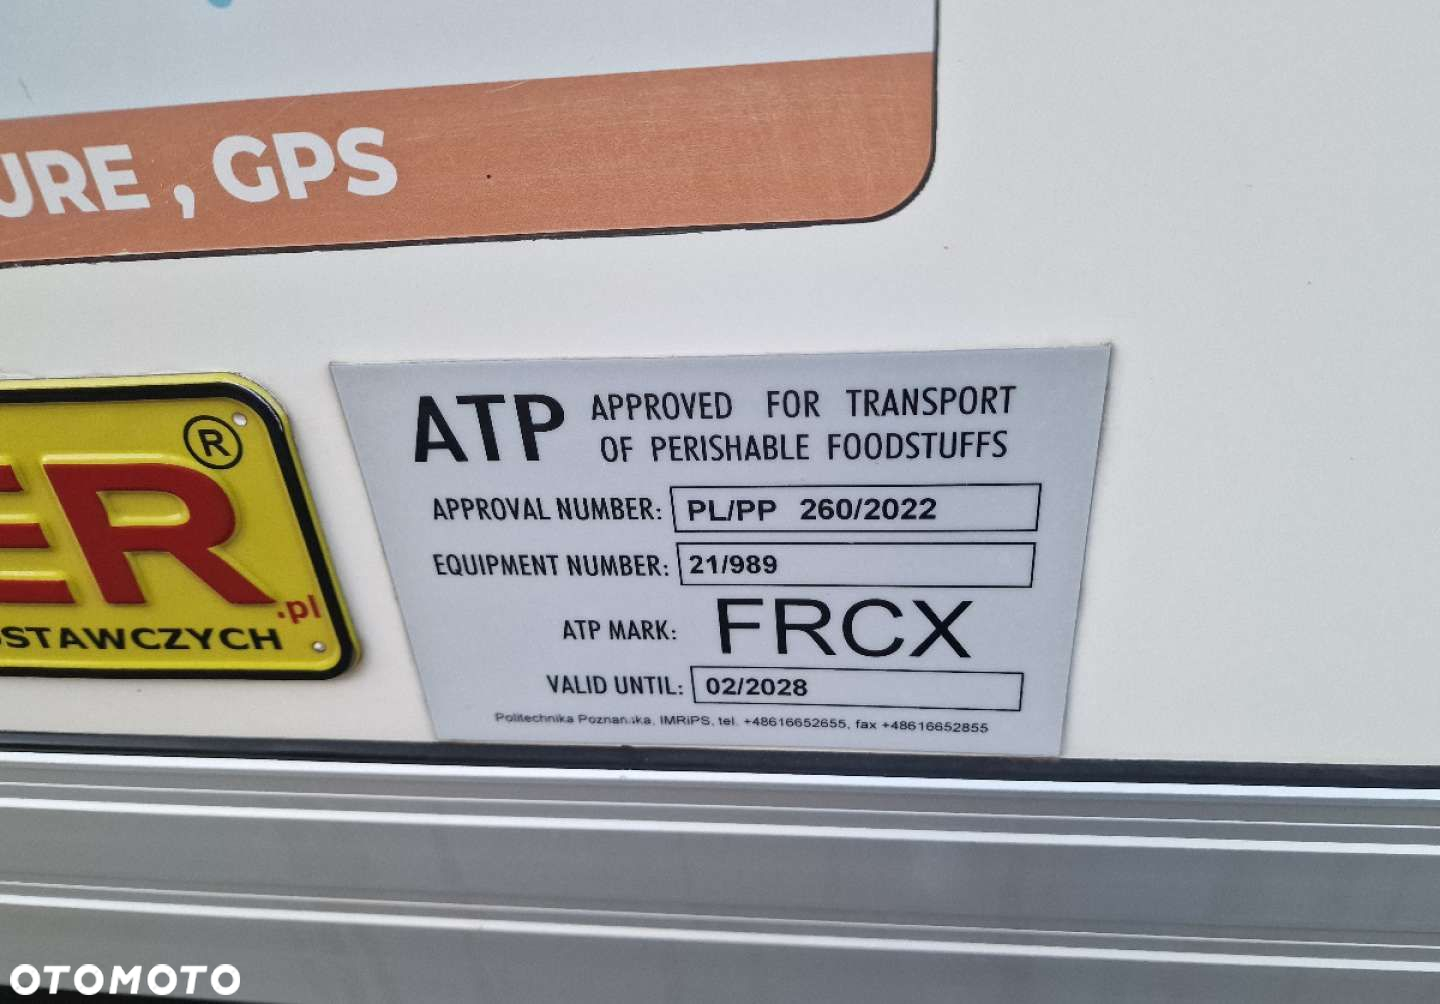 URE , GPS
ER®
.pl
STAWCZYCH
ATP APPROVED FOR TRANSPORT
OF PERISHABLE FOODSTUFFS
APPROVAL NUMBER: PL/PP 260/2022
EQUIPMENT NUMBER: 21/989
ATP MARK: FRCX
VALID UNTIL: 02/2028
Politechnika Poznańska, IMRiPS, tel. +48616652655, fax +48616652855
OTOMOTO